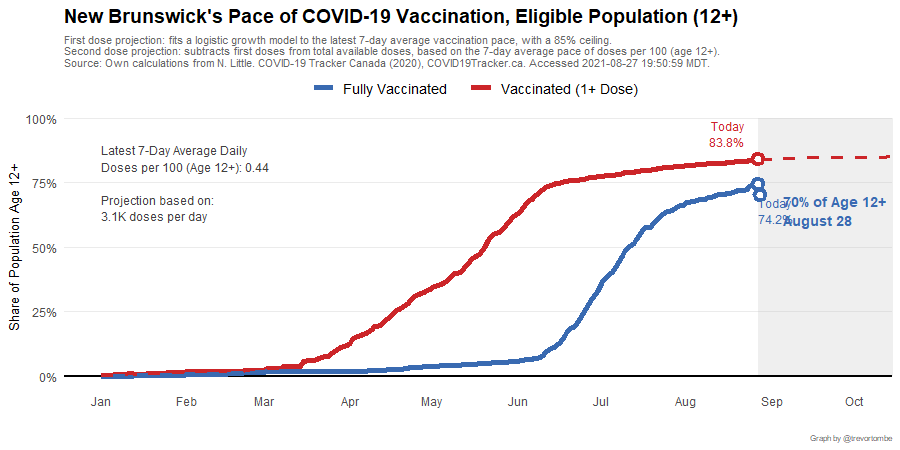 New Brunswick's Pace of COVID-19 Vaccination, Eligible Population (12+)
First dose projection: fits a logistic growth model to the latest 7-day average vaccination pace, with a 85% ceiling.
Second dose projection: subtracts first doses from total available doses, based on the 7-day average pace of doses per 100 (age 12+).
Source: Own calculations from N. Little. COVID-19 Tracker Canada (2020), COVID19Tracker.ca. Accessed 2021-08-27 19:50:59 MDT.
Fully Vaccinated
Vaccinated (1+ Dose)
Share of Population Age 12+
100%
75%
50%
25%
0%
Latest 7-Day Average Daily
Doses per 100 (Age 12+): 0.44
Projection based on:
3.1K doses per day
Today
83.8%
Today
74.2%
70% of Age 12+
August 28
Jan
Feb
Mar
Apr
May
Jun
Jul
Aug
Sep
Oct
Graph by @trevortombe